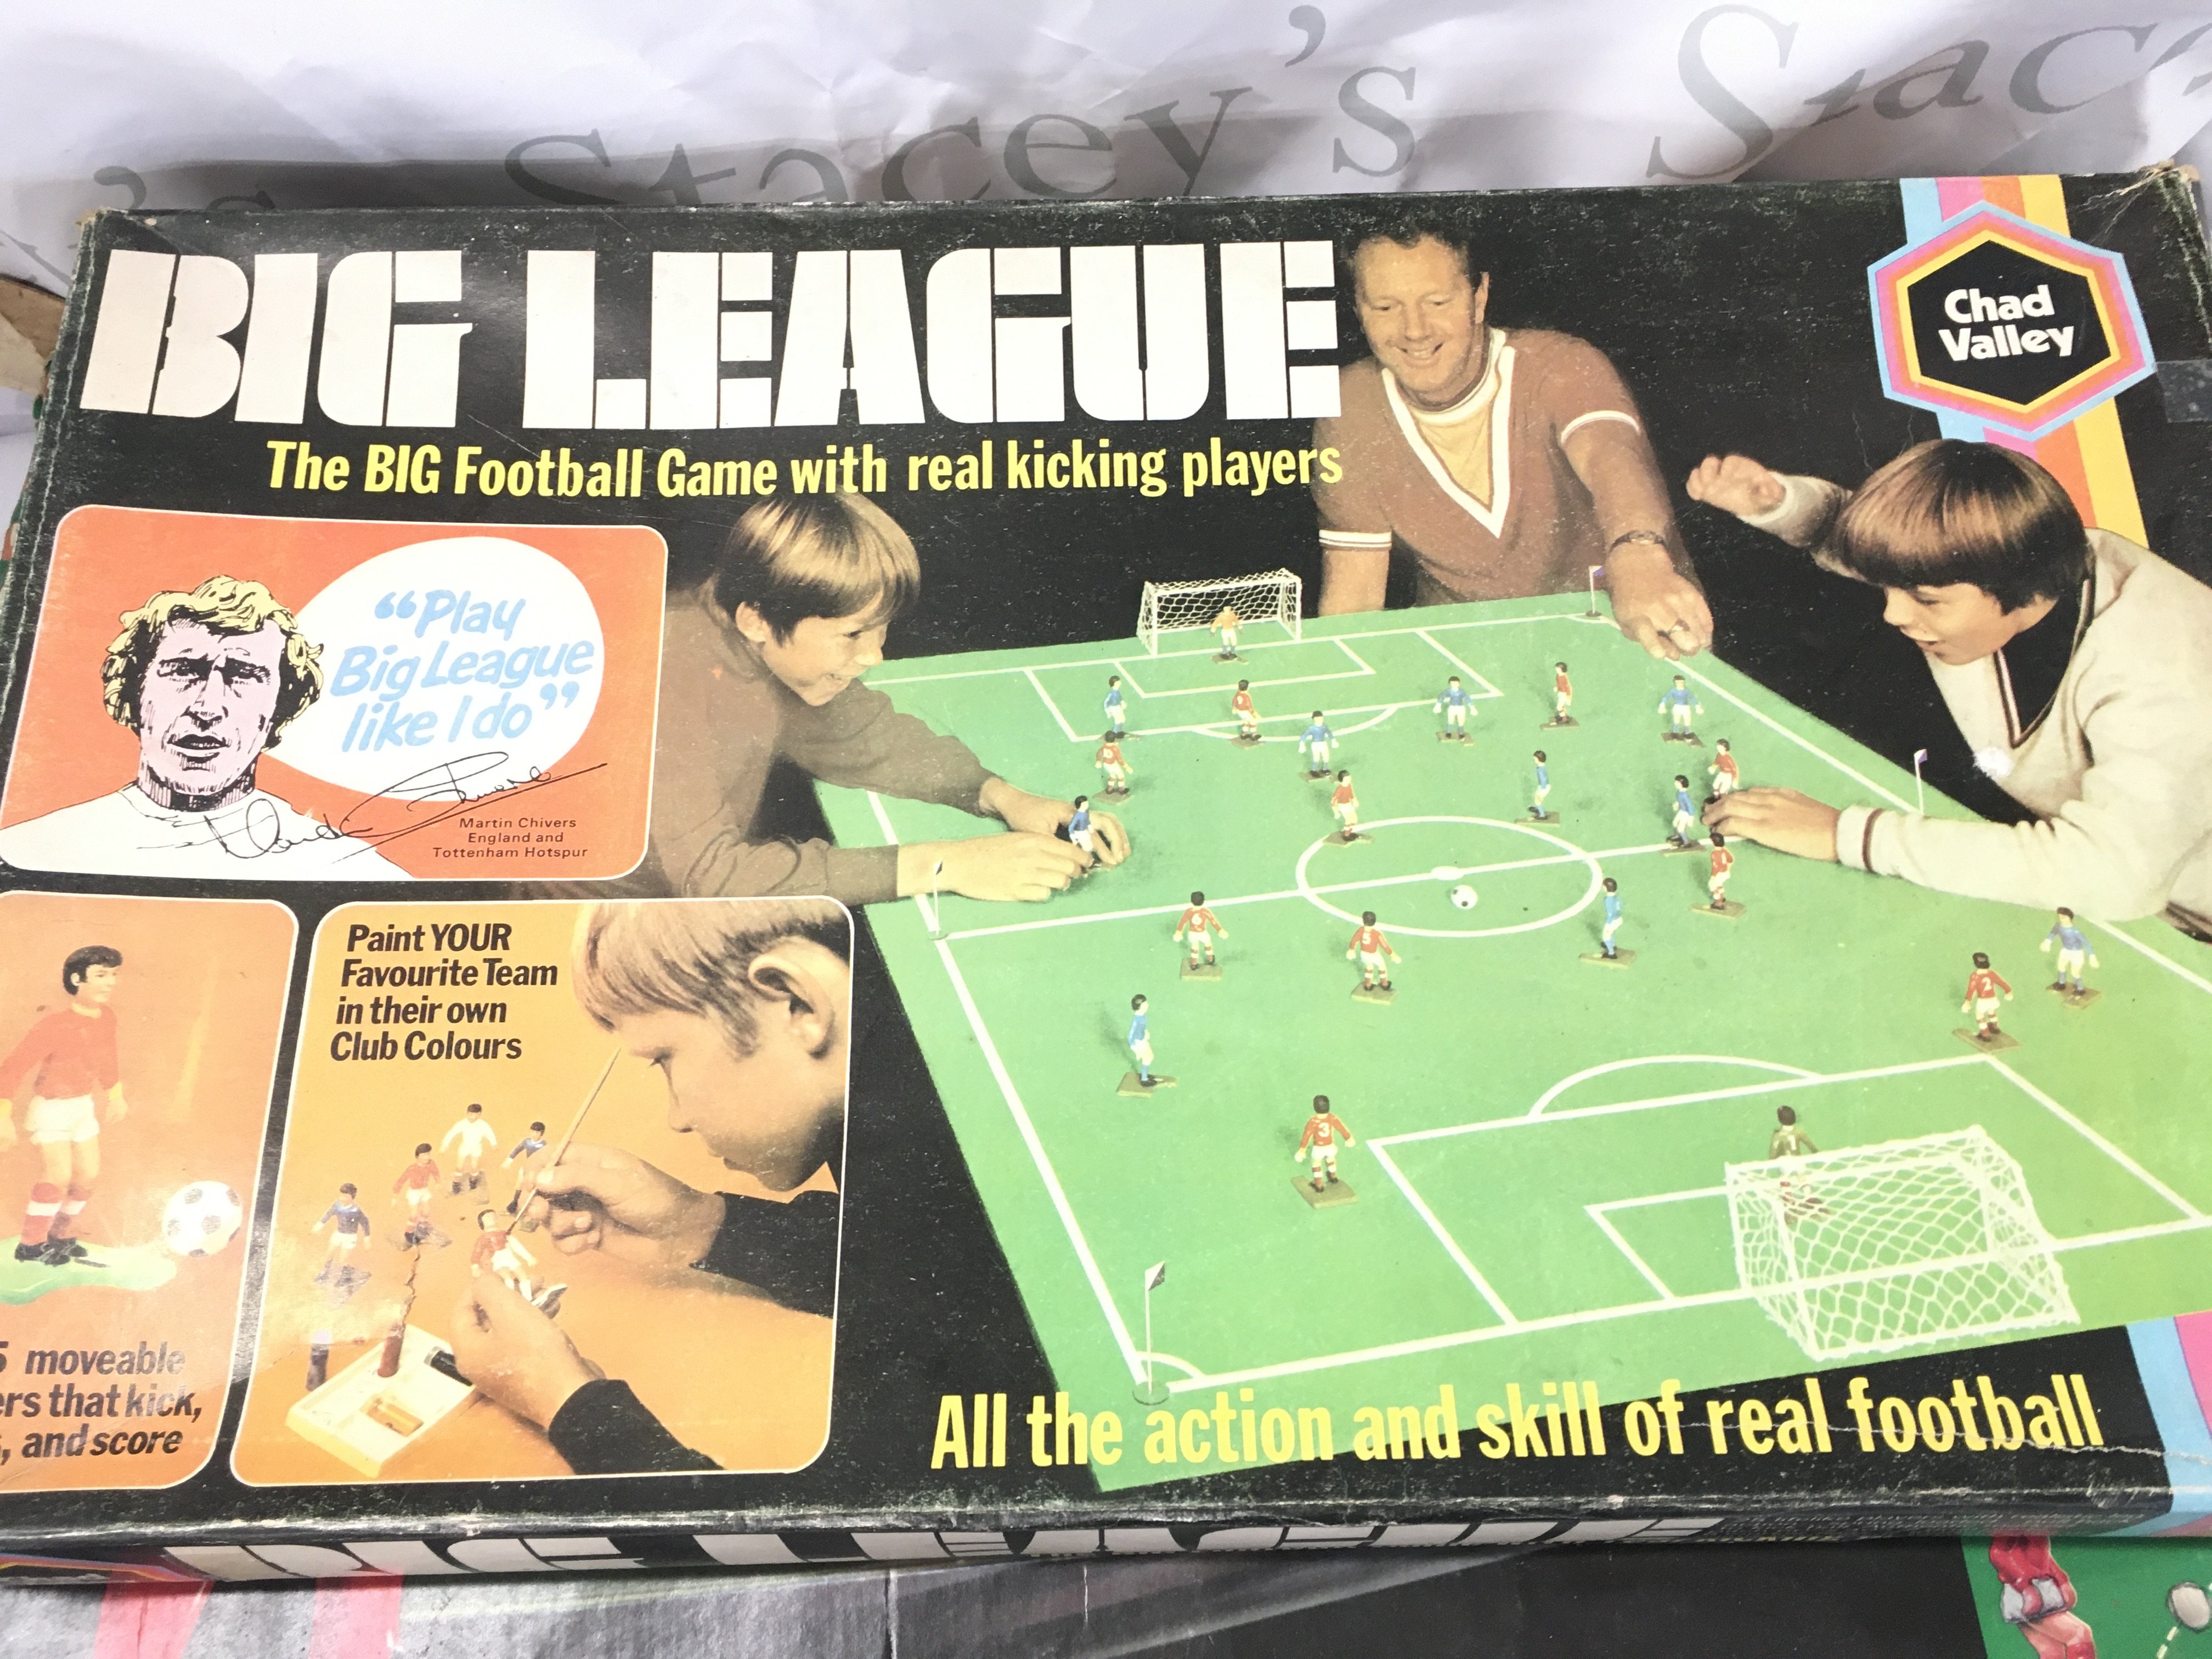 Stacey's
BIG LEAGUE
The BIG Football Game with real kicking players
Chad
Valley
"Play
Big League
like I do"
Martin Chivers
England and
Tottenham Hotspur
Paint YOUR
Favourite Team
in their own
Club Colours
moveable
that kick,
and score
All the action and skill of real football
BIG LEAGUE